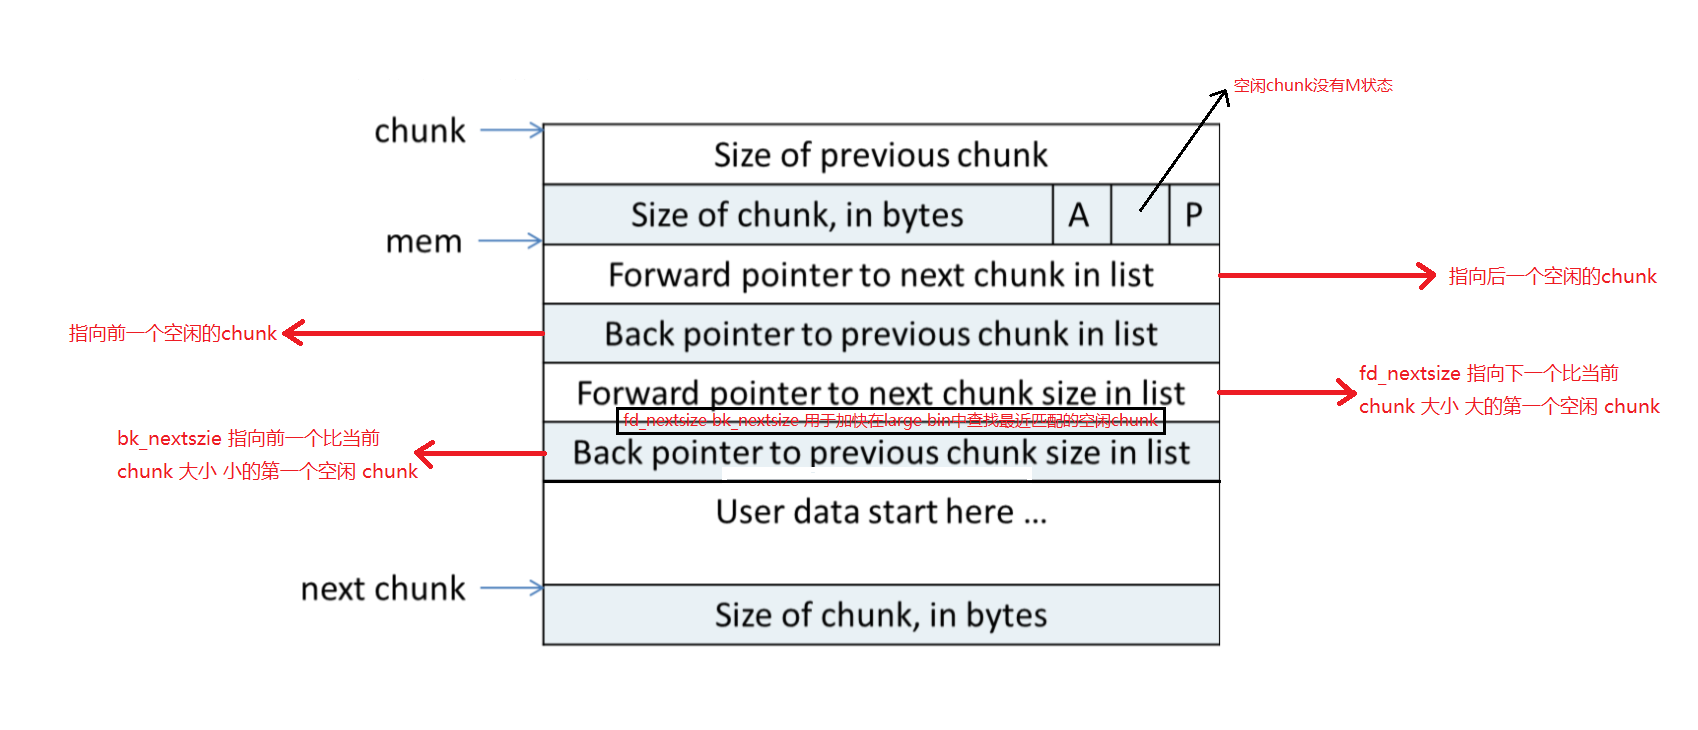 空闲chunk没有M状态
chunk
Size of previous chunk
Size of chunk, in bytes
A
P
mem
Forward pointer to next chunk in list
指向后一个空闲的chunk
指向前一个空闲的chunk
Back pointer to previous chunk in list
Forward pointer to next chunk size in list
fd_nextsize 指向下一个比当前
chunk 大小 大的第一个空闲 chunk
fd_nextsize bk_nextsize 用于加快在large bin中查找最近匹配的空闲chunk
bk_nextszie 指向前一个比当前
chunk 大小 小的第一个空闲 chunk
Back pointer to previous chunk size in list
User data start here ...
next chunk
Size of chunk, in bytes